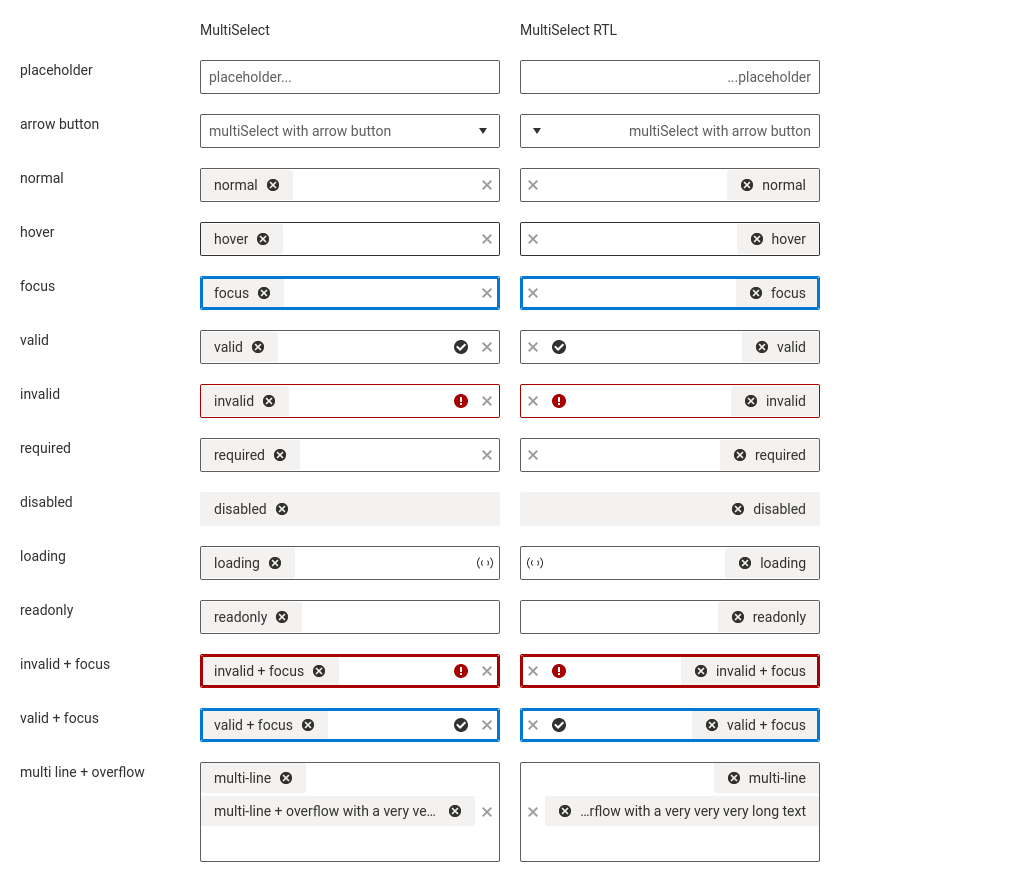 MultiSelect MultiSelect RTL
placeholder placeholder... ...placeholder
arrow button multiSelect with arrow button multiSelect with arrow button
normal normal normal
hover hover hover
focus focus focus
valid valid valid
invalid invalid invalid
required required required
disabled disabled disabled
loading loading loading
readonly readonly readonly
invalid + focus invalid + focus invalid + focus
valid + focus valid + focus valid + focus
multi line + overflow multi-line multi-line
multi-line + overflow with a very ve... ...rflow with a very very very long text